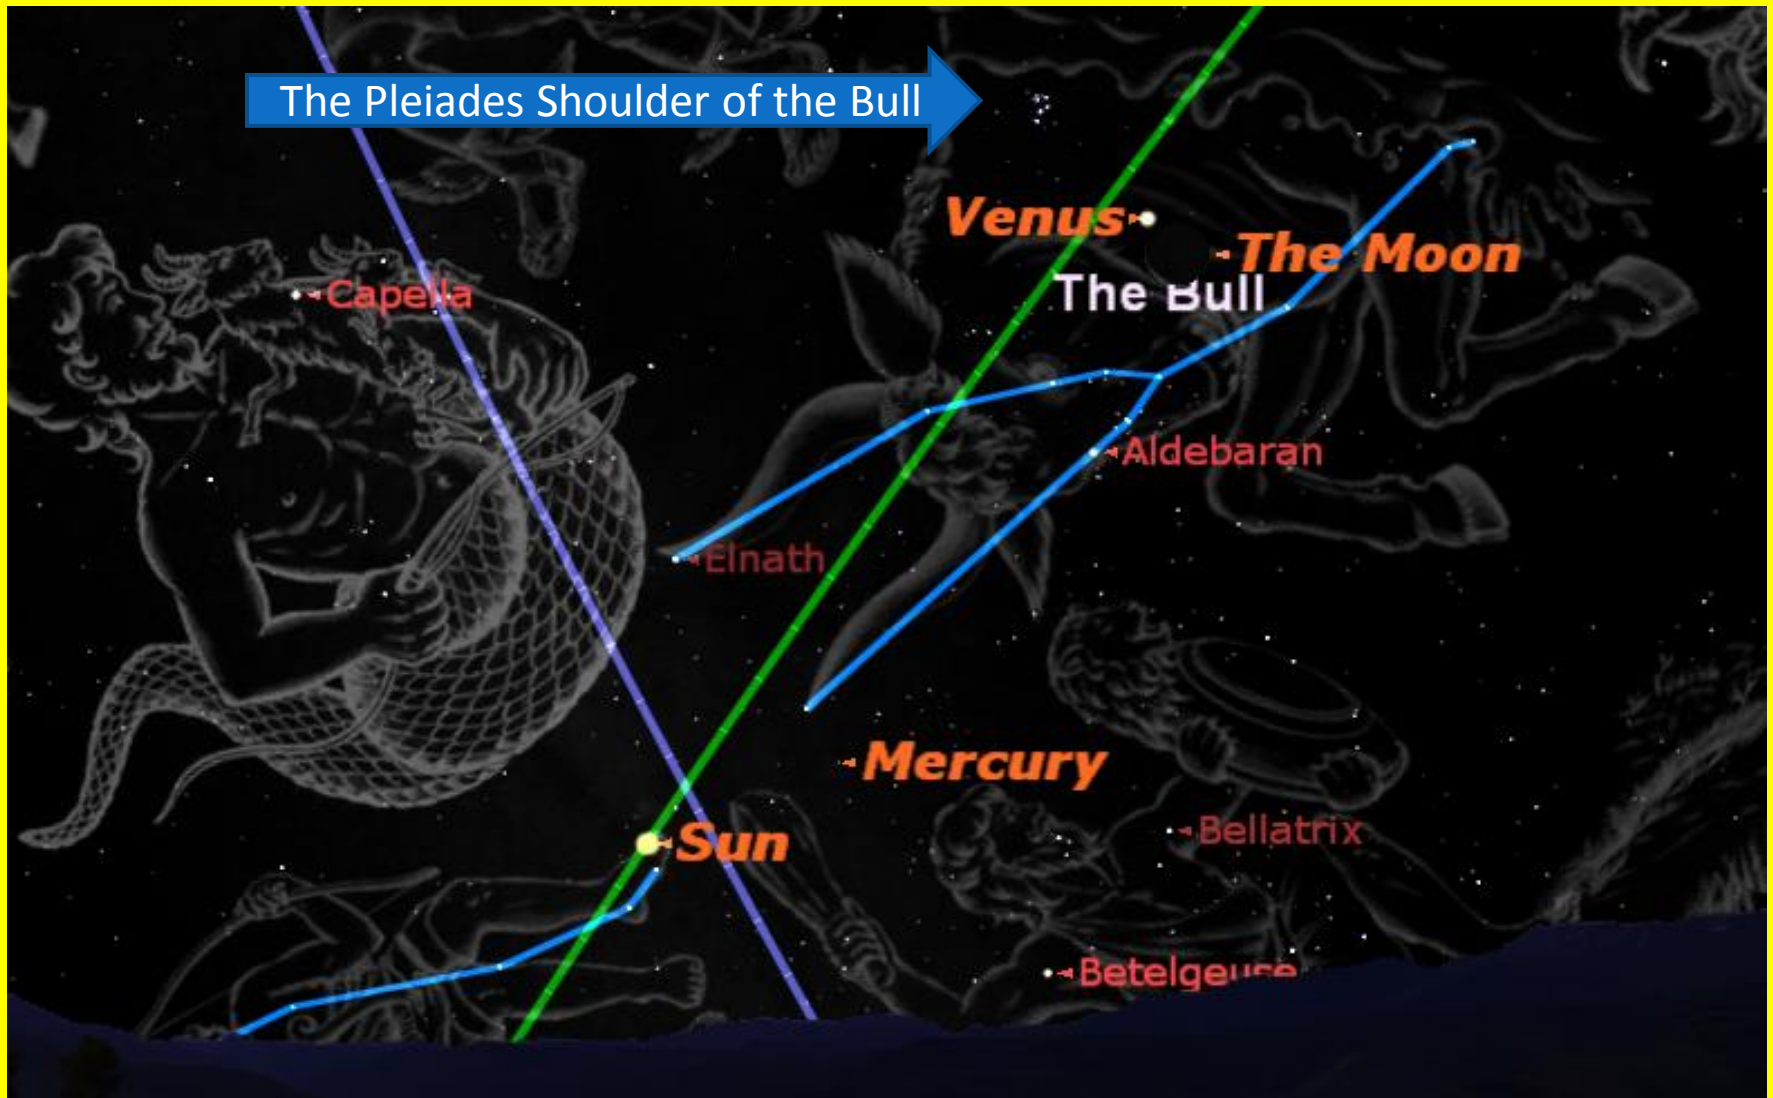 The Pleiades Shoulder of the Bull
Venus
The Moon
The Bull
Capella
Aldebaran
Elnath
Mercury
Sun
Bellatrix
Betelgeuse